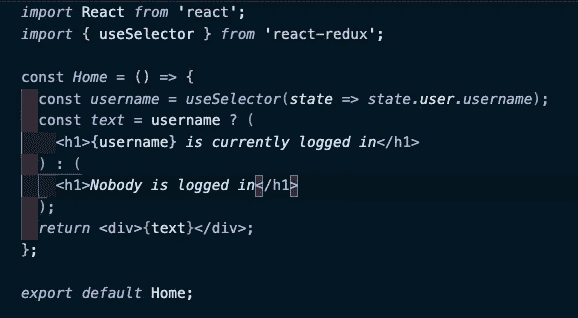 import React from 'react';
import { useSelector } from 'react-redux';

const Home = () => {
  const username = useSelector(state => state.user.username);
  const text = username ? (
    <h1>{username} is currently logged in</h1>
  ) : (
    <h1>Nobody is logged in</h1>
  );
  return <div>{text}</div>;
};

export default Home;